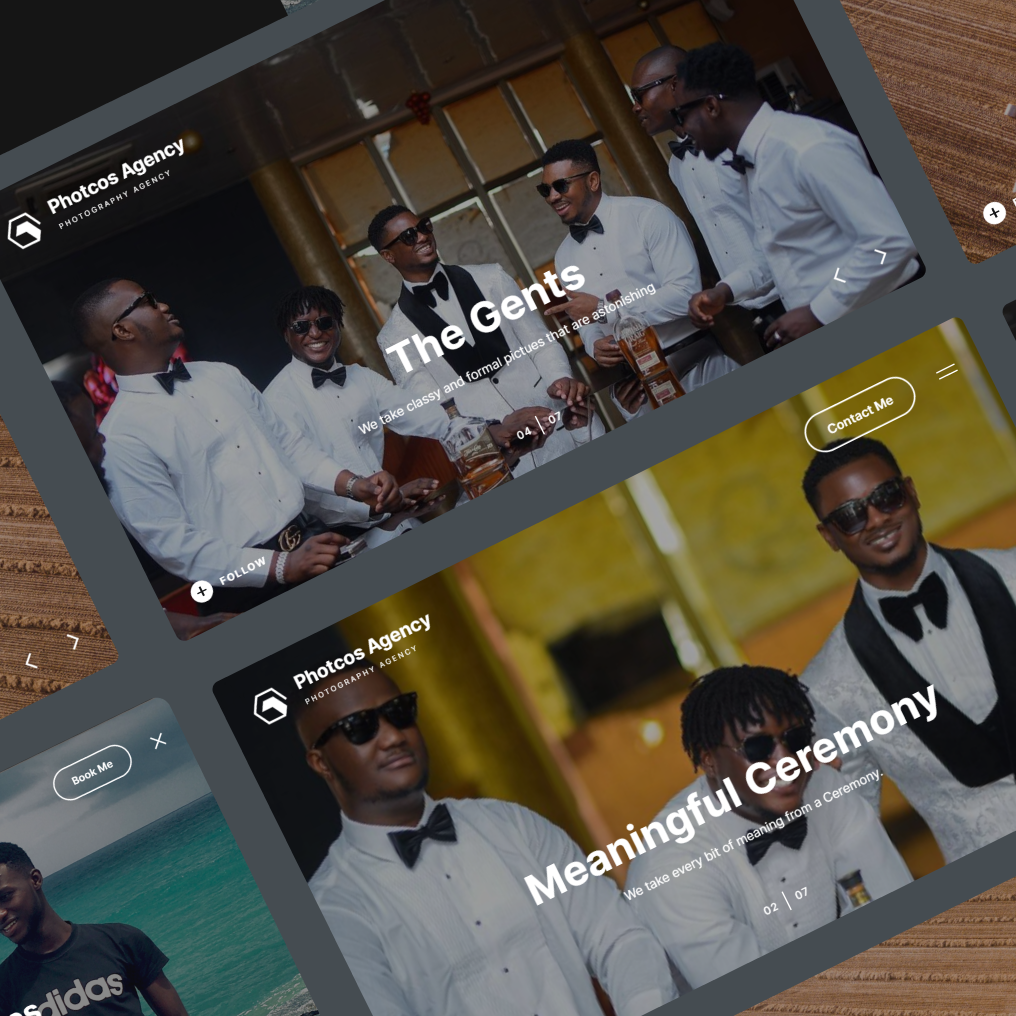 Photcos Agency
PHOTOGRAPHY AGENCY
The Gents
We take classy and formal pictues that are astonishing
04 | 07
FOLLOW
Contact Me
Photcos Agency
PHOTOGRAPHY AGENCY
Meaningful Ceremony
We take every bit of meaning from a Ceremony.
02 | 07
Book Me
adidas